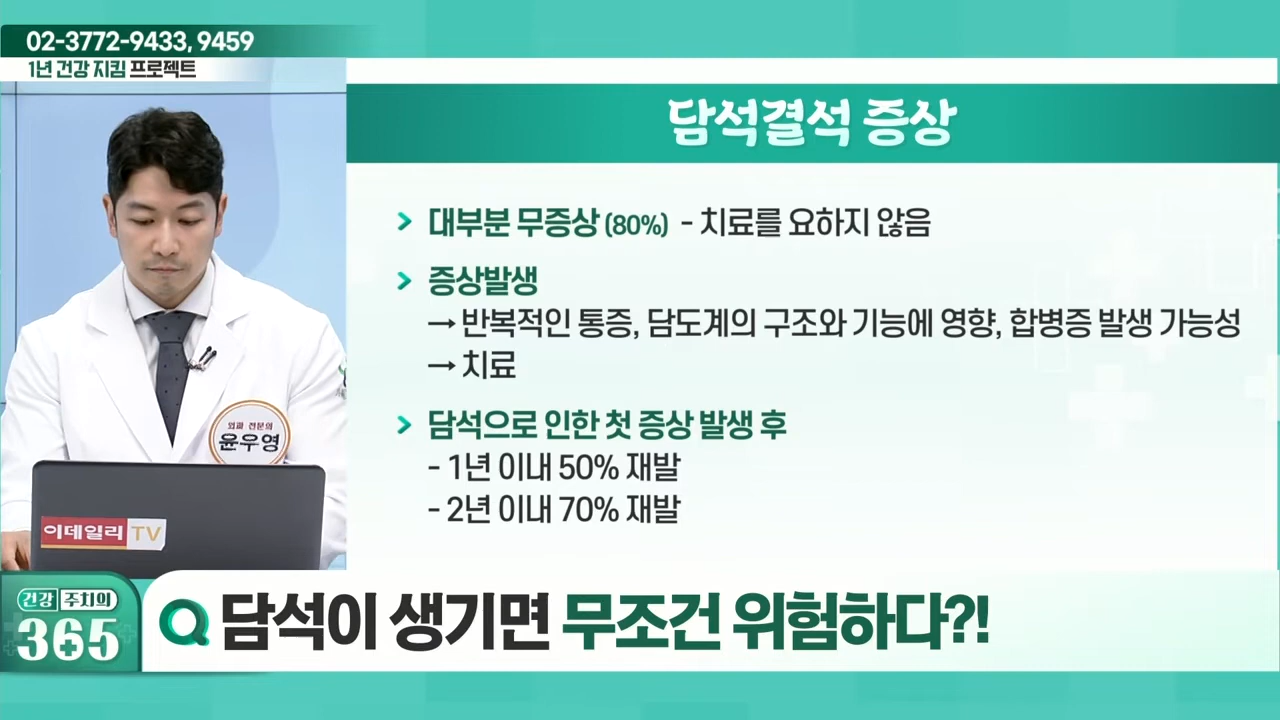 02-3772-9433, 9459
1년 건강 지킴 프로젝트
담석결석 증상
대부분 무증상 (80%) - 치료를 요하지 않음
증상발생
→ 반복적인 통증, 담도계의 구조와 기능에 영향, 합병증 발생 가능성
→ 치료
담석으로 인한 첫 증상 발생 후
- 1년 이내 50% 재발
- 2년 이내 70% 재발
외과 전문의
윤우영
이데일리 TV
건강 주치의
365
Q 담석이 생기면 무조건 위험하다?!